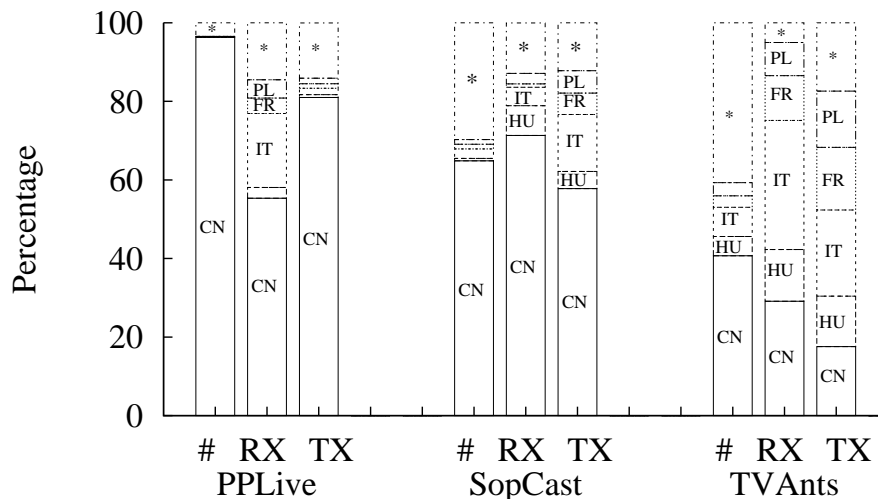 Percentage
100
80
60
40
20
0
* * *
PL
FR
IT
CN CN CN
* * *
IT PL
HU FR
IT
HU
CN CN CN
* * *
PL
FR PL
IT IT FR
HU HU IT
HU
CN CN CN
# RX TX # RX TX # RX TX
PPLive SopCast TVAnts